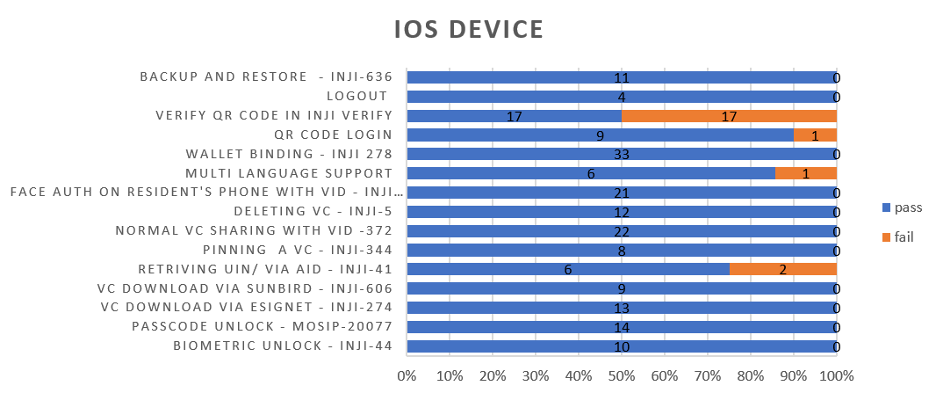 IOS DEVICE
BACKUP AND RESTORE - INJI-636 11 0
LOGOUT 4 0
VERIFY QR CODE IN INJI VERIFY 17 17
QR CODE LOGIN 9 1
WALLET BINDING - INJI 278 33 0
MULTI LANGUAGE SUPPORT 6 1
FACE AUTH ON RESIDENT'S PHONE WITH VID - INJI… 21 0
DELETING VC - INJI-5 12 0
NORMAL VC SHARING WITH VID -372 22 0
PINNING A VC - INJI-344 8 0
RETRIVING UIN/ VIA AID - INJI-41 6 2
VC DOWNLOAD VIA SUNBIRD - INJI-606 9 0
VC DOWNLOAD VIA ESIGNET - INJI-274 13 0
PASSCODE UNLOCK - MOSIP-20077 14 0
BIOMETRIC UNLOCK - INJI-44 10 0
0% 10% 20% 30% 40% 50% 60% 70% 80% 90% 100%
pass
fail